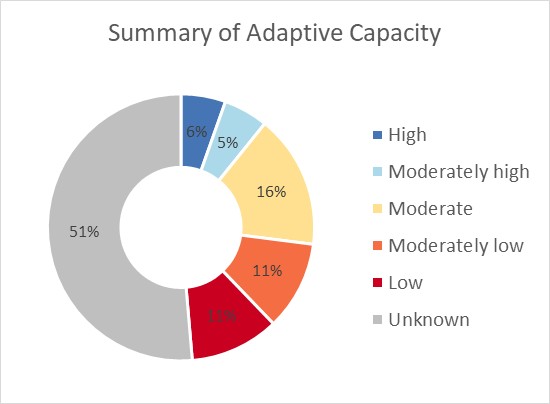 Summary of Adaptive Capacity
6%
5%
16%
11%
11%
51%
High
Moderately high
Moderate
Moderately low
Low
Unknown